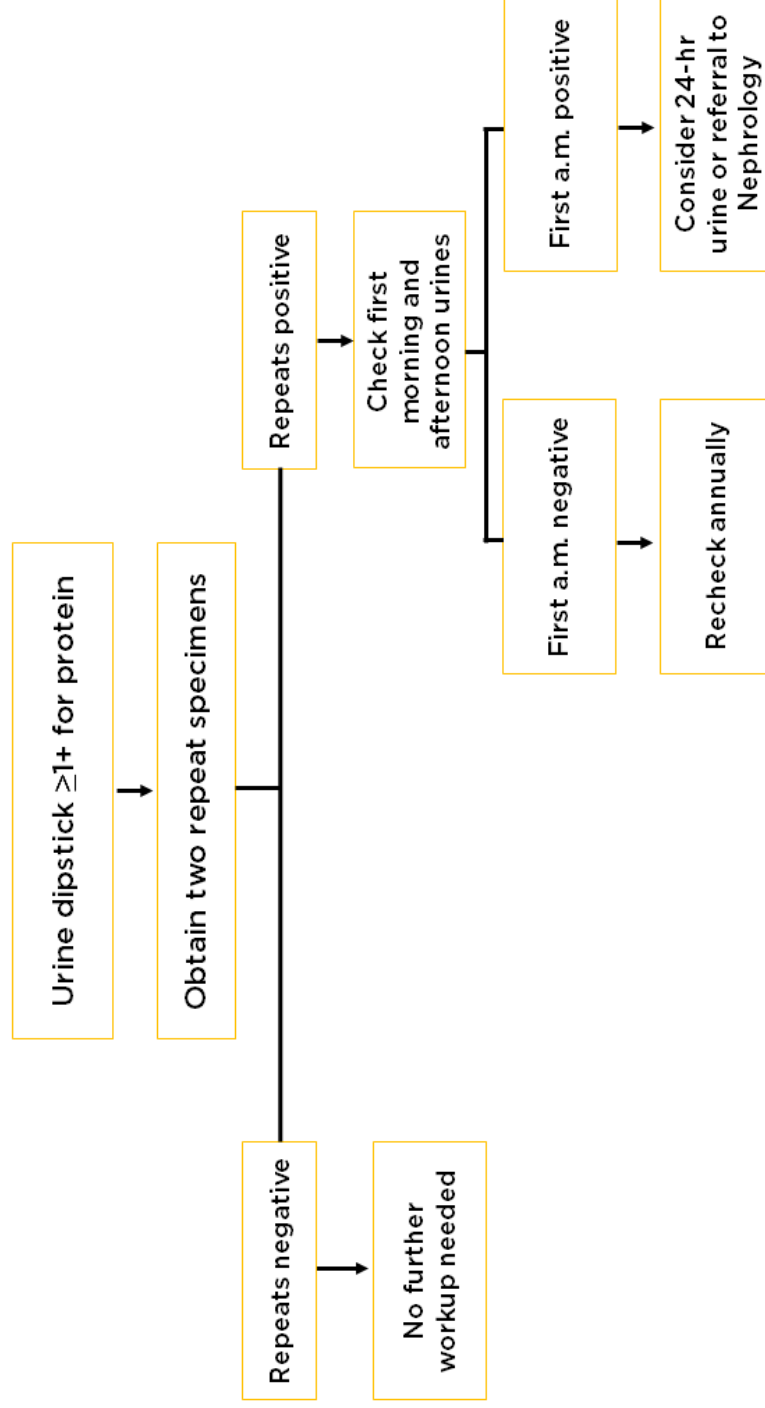 Urine dipstick ≥1+ for protein
Obtain two repeat specimens
Repeats negative
No further
workup needed
Repeats positive
Check first
morning and
afternoon urines
First a.m. negative
Recheck annually
First a.m. positive
Consider 24-hr
urine or referral to
Nephrology